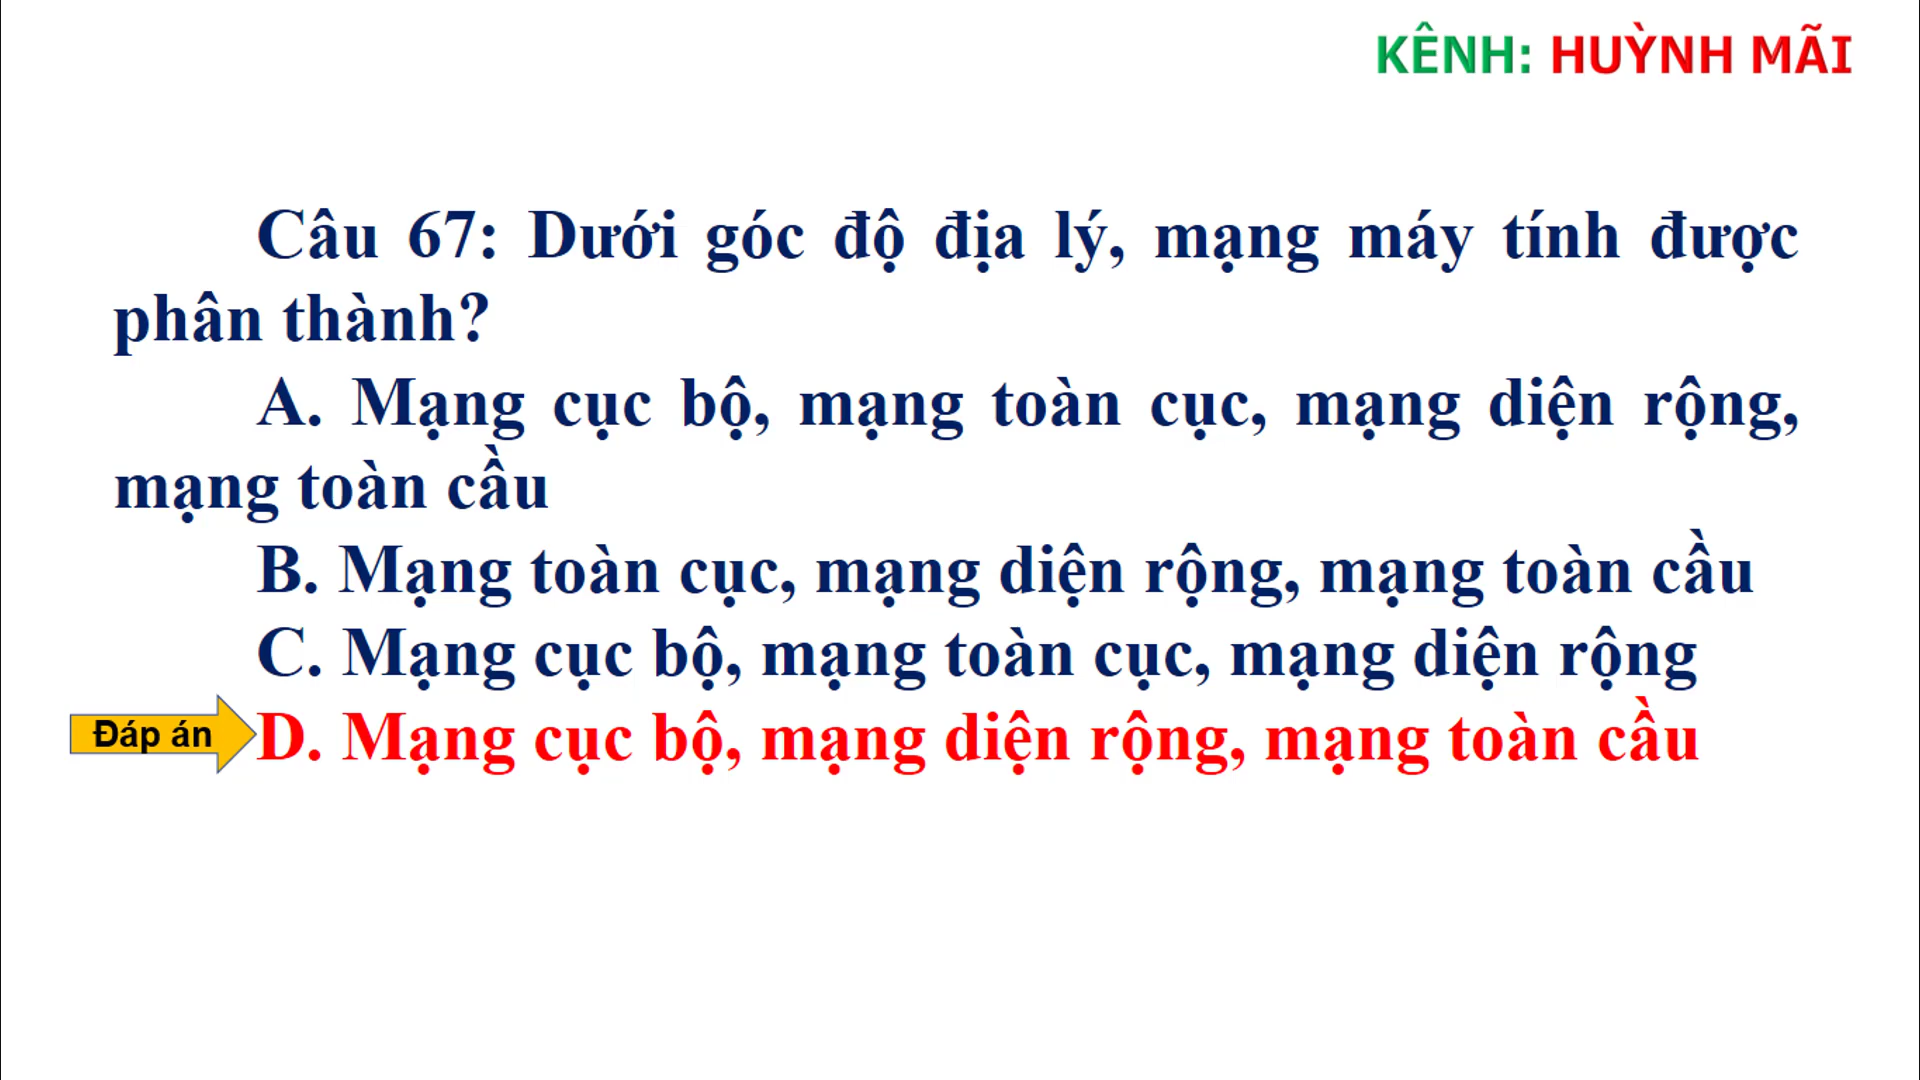 KÊNH: HUỲNH MÃI
Câu 67: Dưới góc độ địa lý, mạng máy tính được
phân thành?
A. Mạng cục bộ, mạng toàn cục, mạng diện rộng,
mạng toàn cầu
B. Mạng toàn cục, mạng diện rộng, mạng toàn cầu
C. Mạng cục bộ, mạng toàn cục, mạng diện rộng
Đáp án D. Mạng cục bộ, mạng diện rộng, mạng toàn cầu